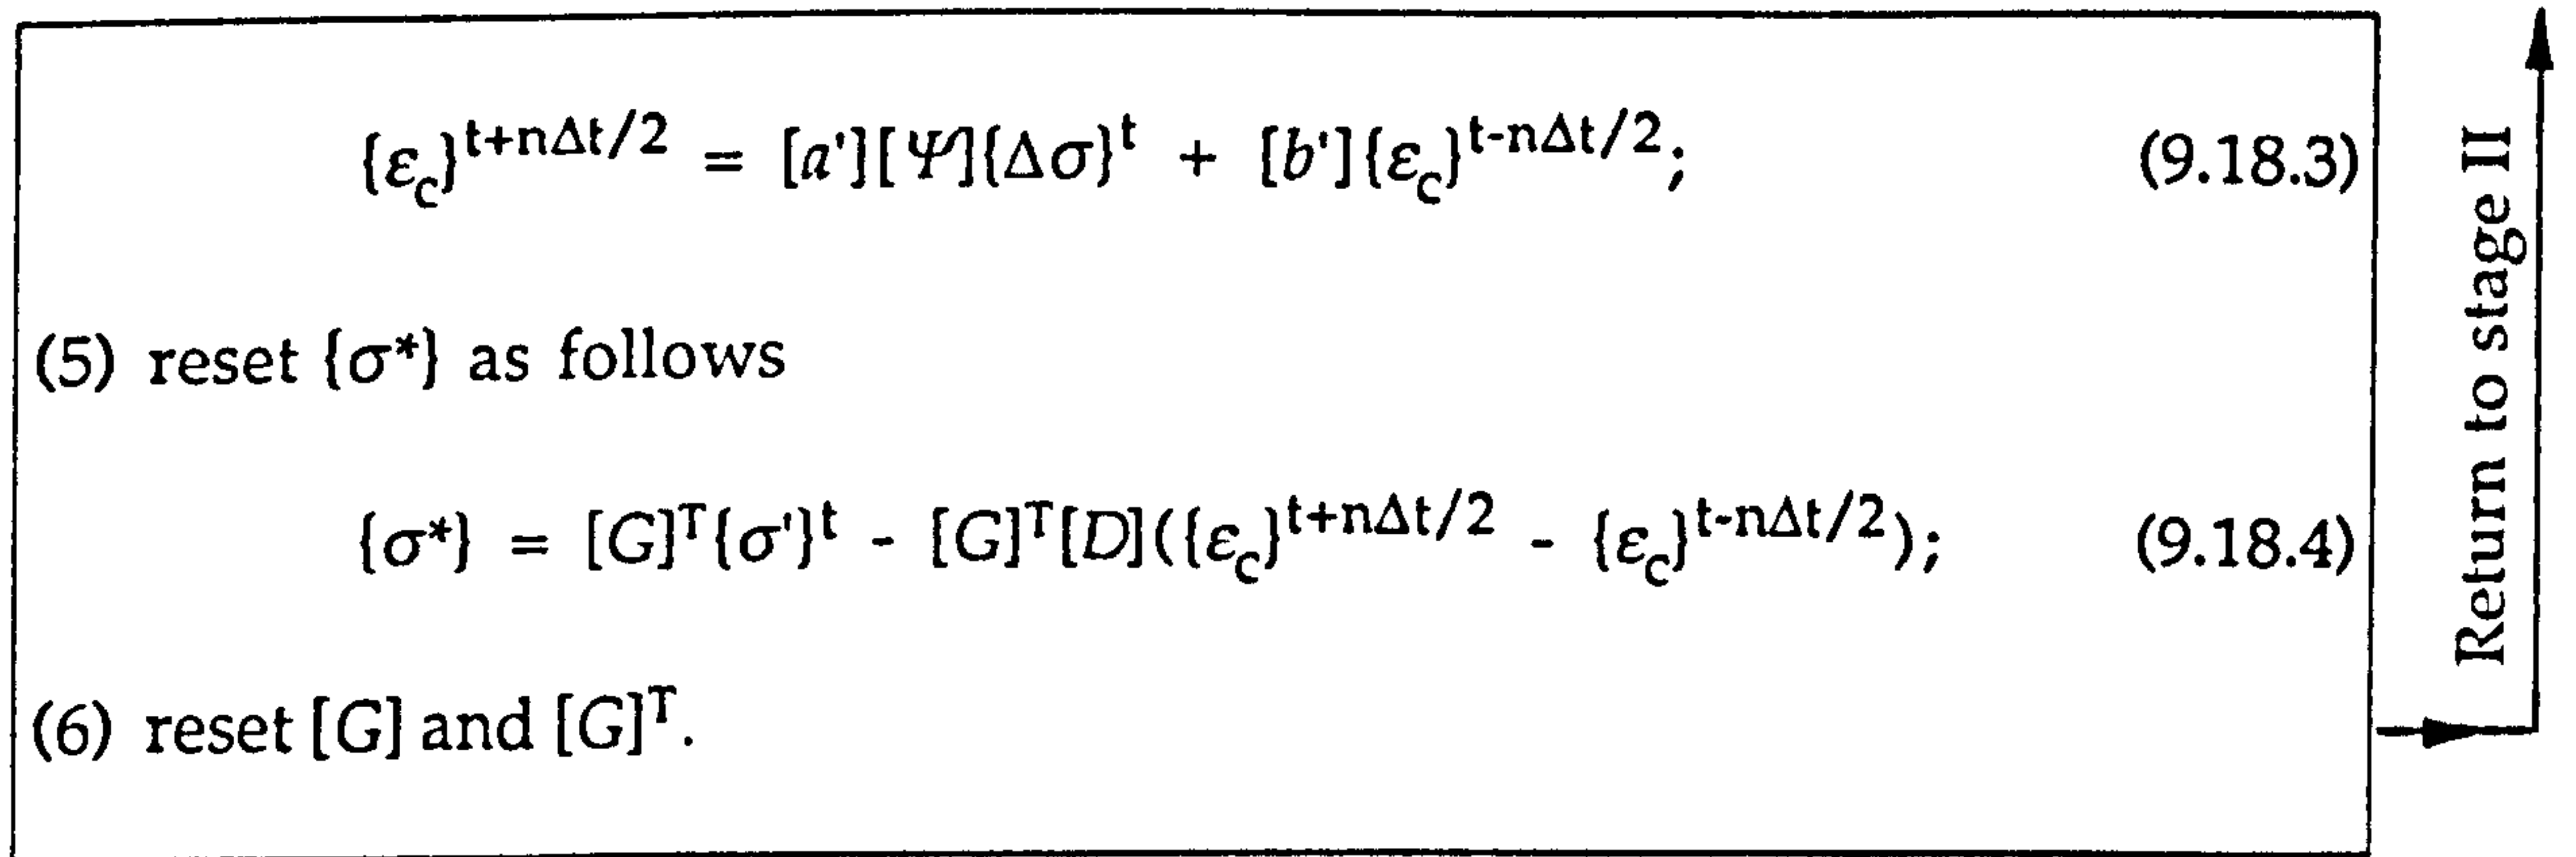 {ε_c}^{t+nΔt/2} = [a'][Ψ]{Δσ}^t + [b']{ε_c}^{t-nΔt/2}; (9.18.3)
(5) reset {σ*} as follows
{σ*} = [G]^T{σ'}^t - [G]^T[D]({ε_c}^{t+nΔt/2} - {ε_c}^{t-nΔt/2}); (9.18.4)
(6) reset [G] and [G]^T.
Return to stage II